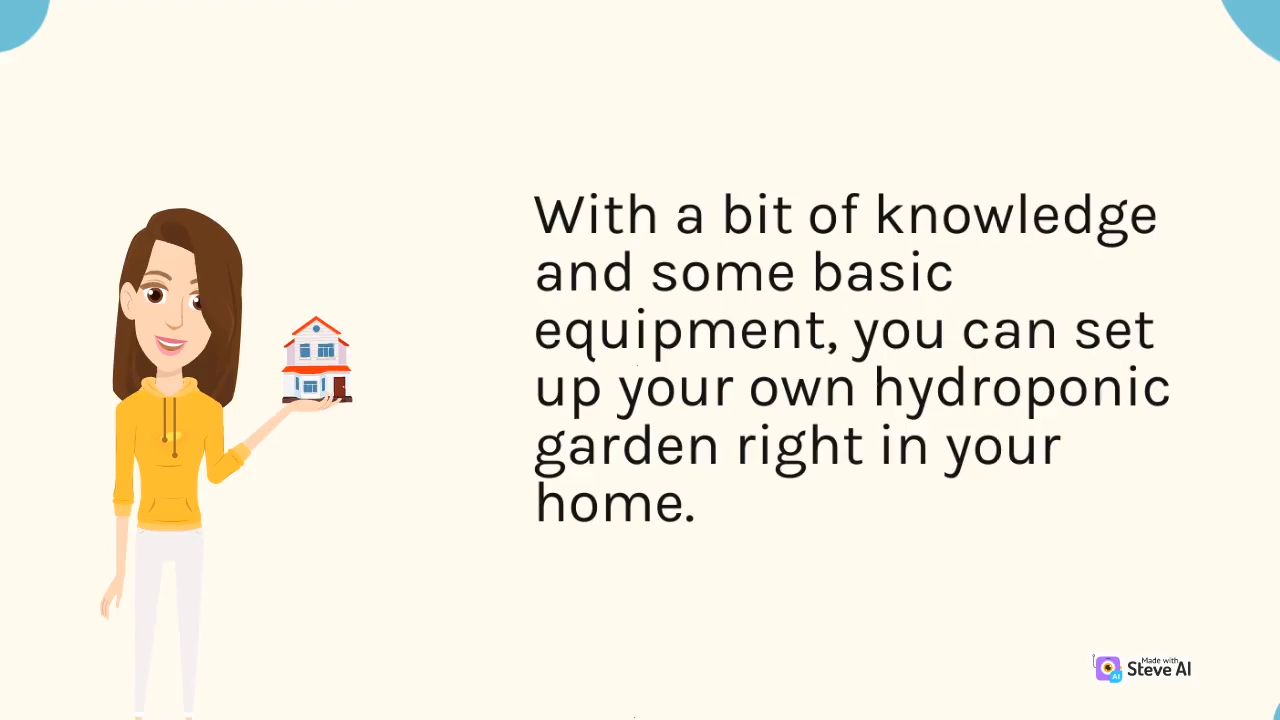 With a bit of knowledge
and some basic
equipment, you can set
up your own hydroponic
garden right in your
home.
Made with
Steve AI
AI